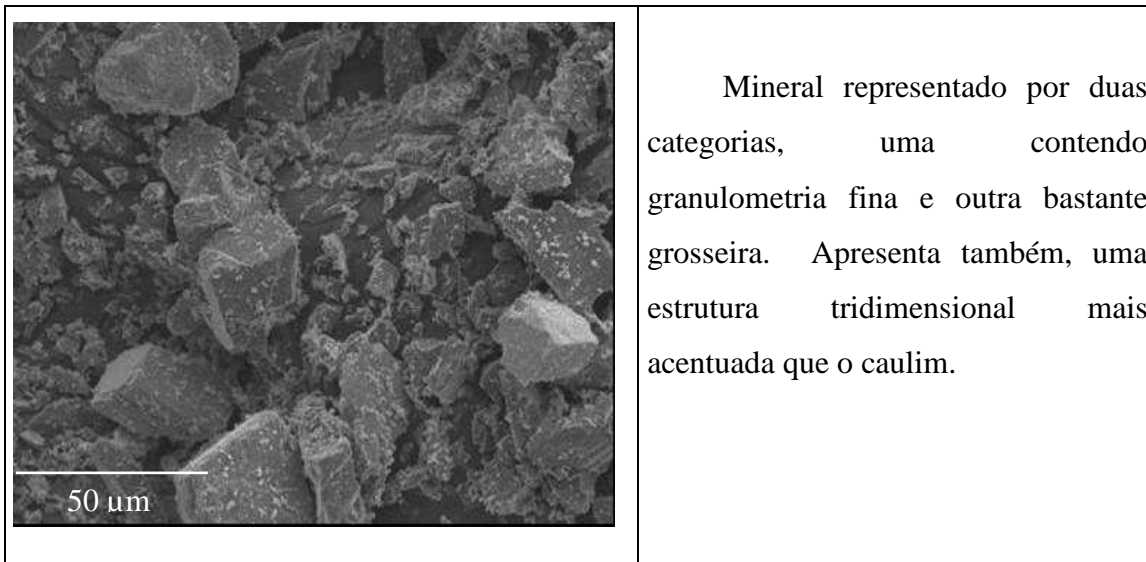 Mineral representado por duas
categorias, uma contendo
granulometria fina e outra bastante
grosseira. Apresenta também, uma
estrutura tridimensional mais
acentuada que o caulim.
50 µm